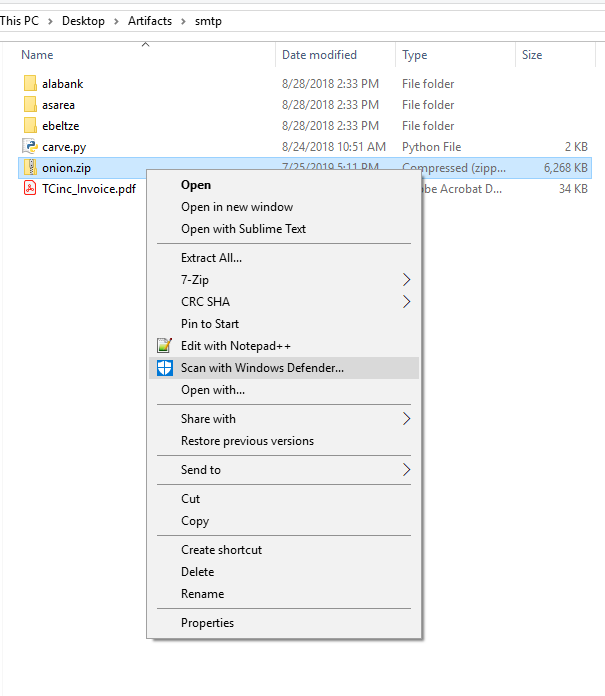 This PC > Desktop > Artifacts > smtp
Name Date modified Type Size
alabank 8/28/2018 2:33 PM File folder
asarea 8/28/2018 2:33 PM File folder
ebeltze 8/28/2018 2:33 PM File folder
carve.py 8/24/2018 10:51 AM Python File 2 KB
onion.zip 7/25/2019 5:11 PM Compressed (zipp... 6,268 KB
TCinc_Invoice.pdf be Acrobat D... 34 KB
Open
Open in new window
Open with Sublime Text
Extract All...
7-Zip
CRC SHA
Pin to Start
Edit with Notepad++
Scan with Windows Defender...
Open with...
Share with
Restore previous versions
Send to
Cut
Copy
Create shortcut
Delete
Rename
Properties